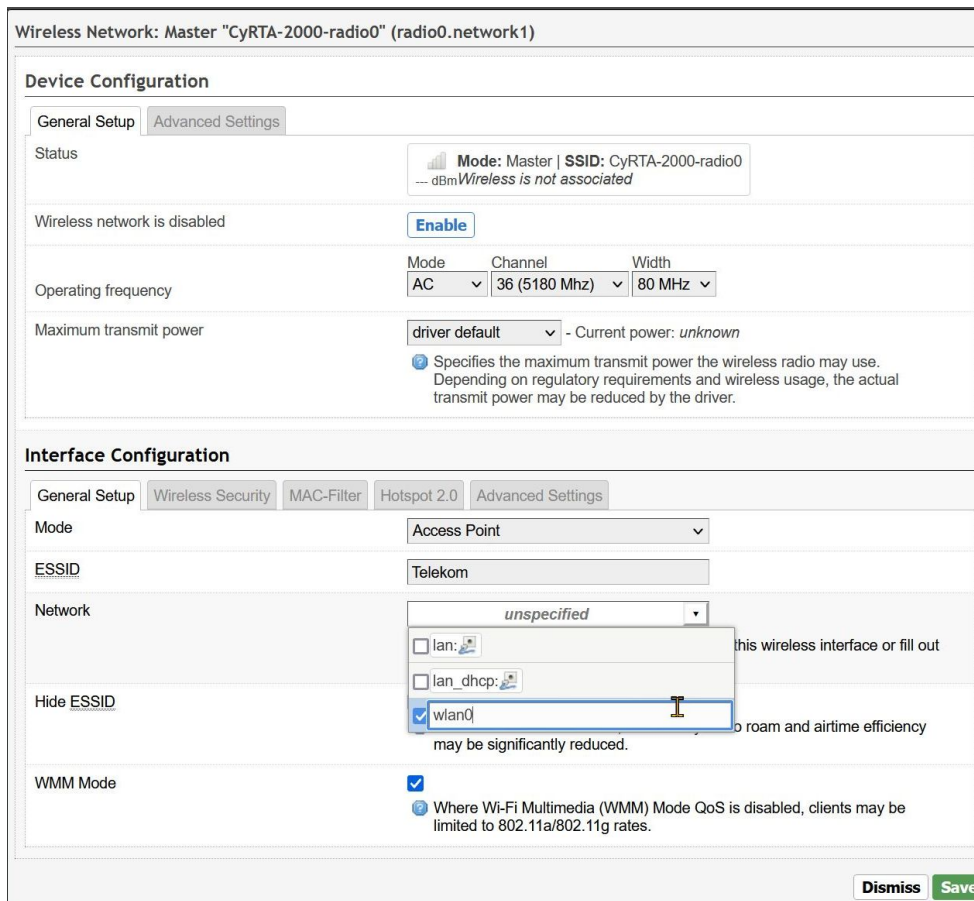 Wireless Network: Master "CyRTA-2000-radio0" (radio0.network1)
Device Configuration
General Setup Advanced Settings
Status
Mode: Master | SSID: CyRTA-2000-radio0
--- dBm Wireless is not associated
Wireless network is disabled
Enable
Mode Channel Width
Operating frequency
AC 36 (5180 Mhz) 80 MHz
Maximum transmit power
driver default - Current power: unknown
Specifies the maximum transmit power the wireless radio may use.
Depending on regulatory requirements and wireless usage, the actual
transmit power may be reduced by the driver.
Interface Configuration
General Setup Wireless Security MAC-Filter Hotspot 2.0 Advanced Settings
Mode
Access Point
ESSID
Telekom
Network
unspecified
lan:
this wireless interface or fill out
lan_dhcp:
Hide ESSID
wlan0
roam and airtime efficiency
may be significantly reduced.
WMM Mode
Where Wi-Fi Multimedia (WMM) Mode QoS is disabled, clients may be
limited to 802.11a/802.11g rates.
Dismiss Save